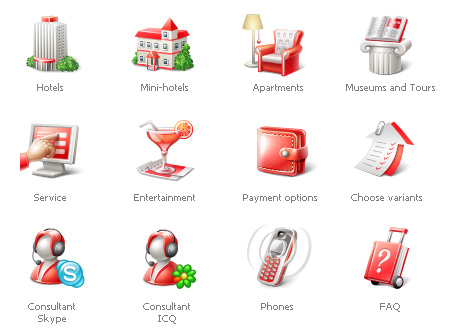 Hotels
Mini-hotels
Apartments
Museums and Tours
Service
Entertainment
Payment options
Choose variants
S
?
Consultant
Skype
Consultant
ICQ
Phones
FAQ